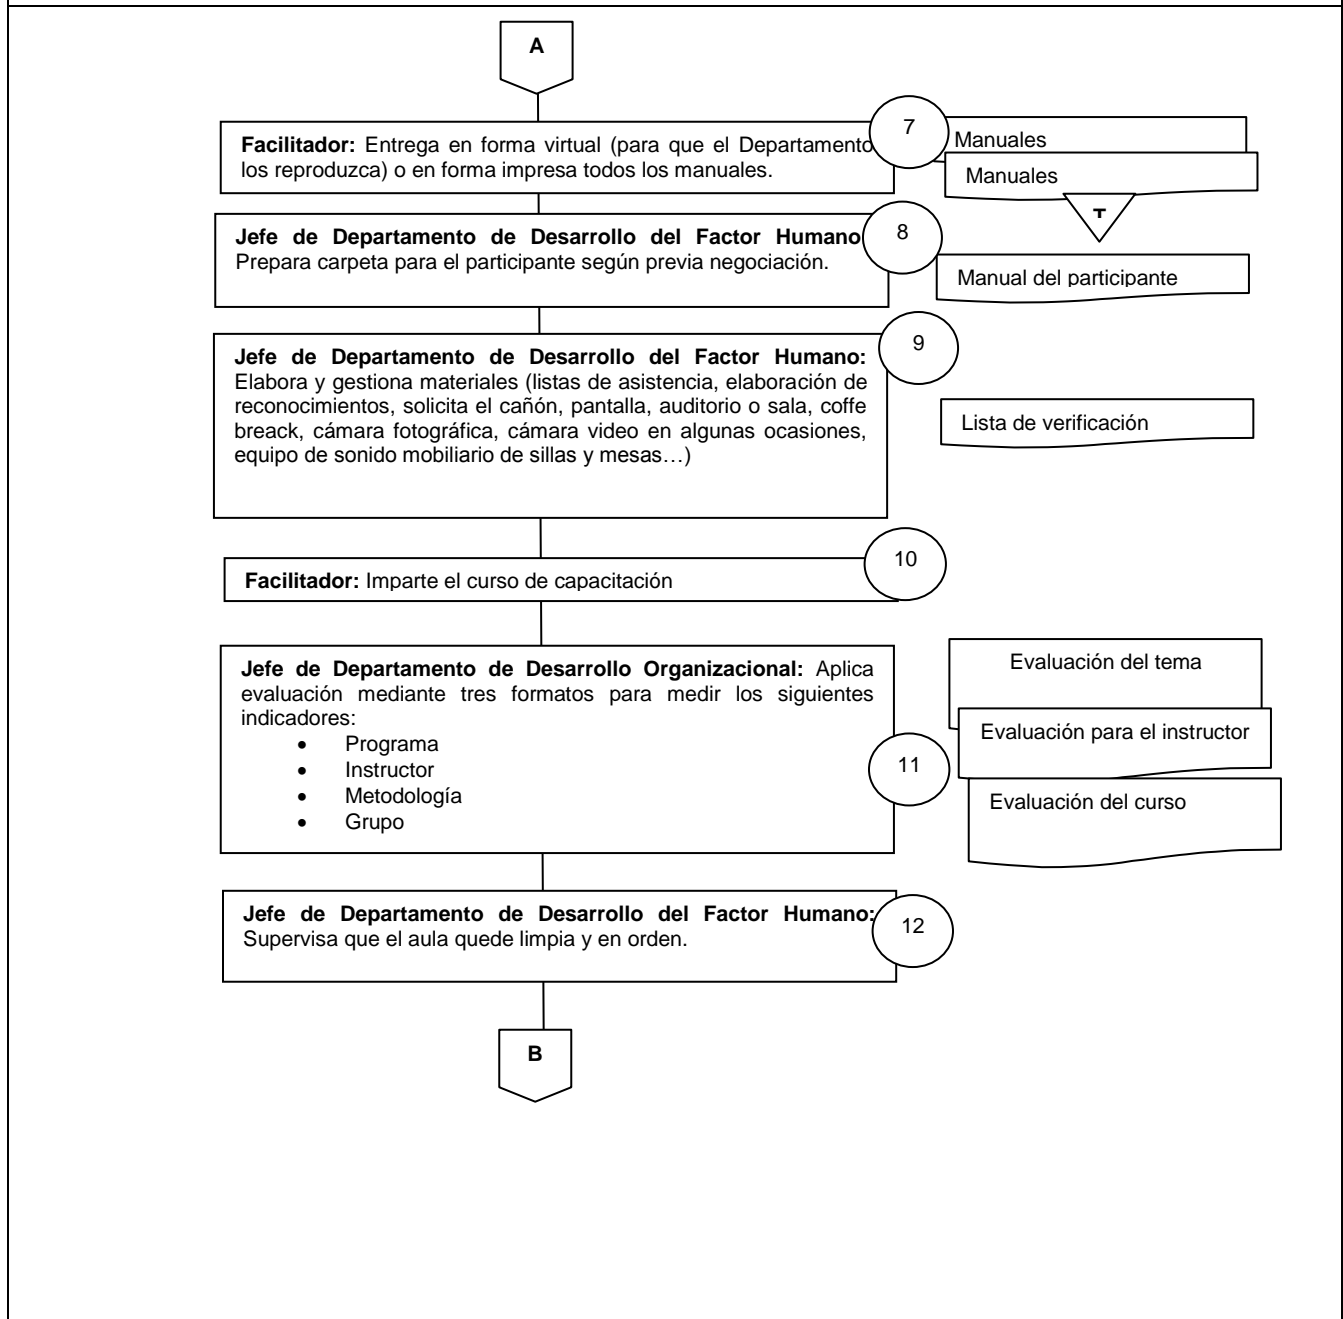 A
Facilitador: Entrega en forma virtual (para que el Departamento
los reproduzca) o en forma impresa todos los manuales.
7
Manuales
Manuales
T
Jefe de Departamento de Desarrollo del Factor Humano
Prepara carpeta para el participante según previa negociación.
8
Manual del participante
Jefe de Departamento de Desarrollo del Factor Humano:
Elabora y gestiona materiales (listas de asistencia, elaboración de
reconocimientos, solicita el cañón, pantalla, auditorio o sala, coffe
breack, cámara fotográfica, cámara video en algunas ocasiones,
equipo de sonido mobiliario de sillas y mesas…)
9
Lista de verificación
Facilitador: Imparte el curso de capacitación
10
Jefe de Departamento de Desarrollo Organizacional: Aplica
evaluación mediante tres formatos para medir los siguientes
indicadores:
• Programa
• Instructor
• Metodología
• Grupo
11
Evaluación del tema
Evaluación para el instructor
Evaluación del curso
Jefe de Departamento de Desarrollo del Factor Humano:
Supervisa que el aula quede limpia y en orden.
12
B